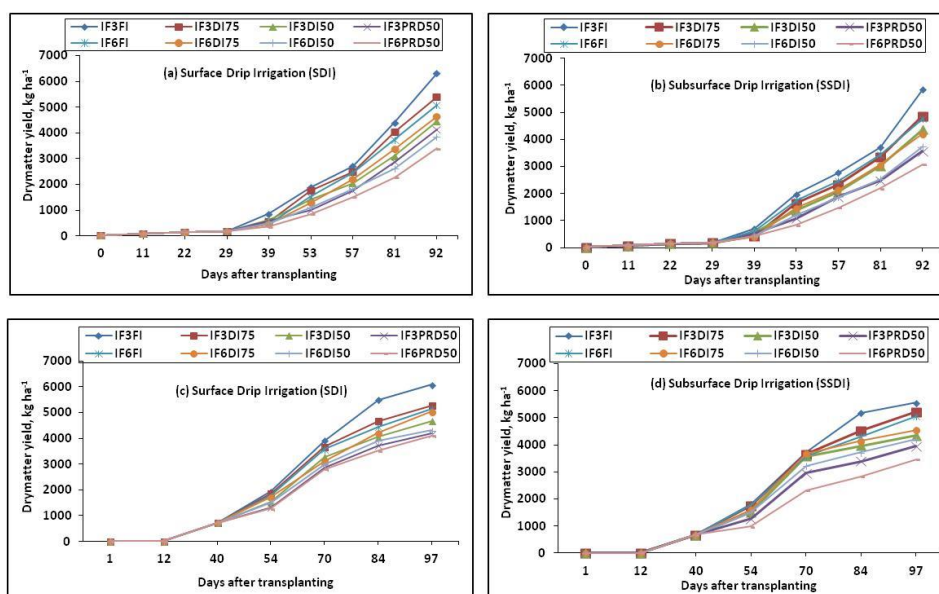 IF3FI IF3DI75 IF3DI50 IF3PRD50
IF6FI IF6DI75 IF6DI50 IF6PRD50
(a) Surface Drip Irrigation (SDI)
Drymatter yield, kg ha-1
7000
6000
5000
4000
3000
2000
1000
0
0 11 22 29 39 53 57 81 92
Days after transplanting
IF3FI IF3DI75 IF3DI50 IF3PRD50
IF6FI IF6DI75 IF6DI50 IF6PRD50
(b) Subsurface Drip Irrigation (SSDI)
Drymatter yield, kg ha-1
7000
6000
5000
4000
3000
2000
1000
0
0 11 22 29 39 53 57 81 92
Days after transplanting
IF3FI IF3DI75 IF3DI50 IF3PRD50
IF6FI IF6DI75 IF6DI50 IF6PRD50
(c) Surface Drip Irrigation (SDI)
Drymatter yield, kg ha-1
7000
6000
5000
4000
3000
2000
1000
0
1 12 40 54 70 84 97
Days after transplanting
IF3FI IF3DI75 IF3DI50 IF3PRD50
IF6FI IF6DI75 IF6DI50 IF6PRD50
(d) Subsurface Drip Irrigation (SSDI)
Drymatter yield, kg ha-1
7000
6000
5000
4000
3000
2000
1000
0
1 12 40 54 70 84 97
Days after transplanting